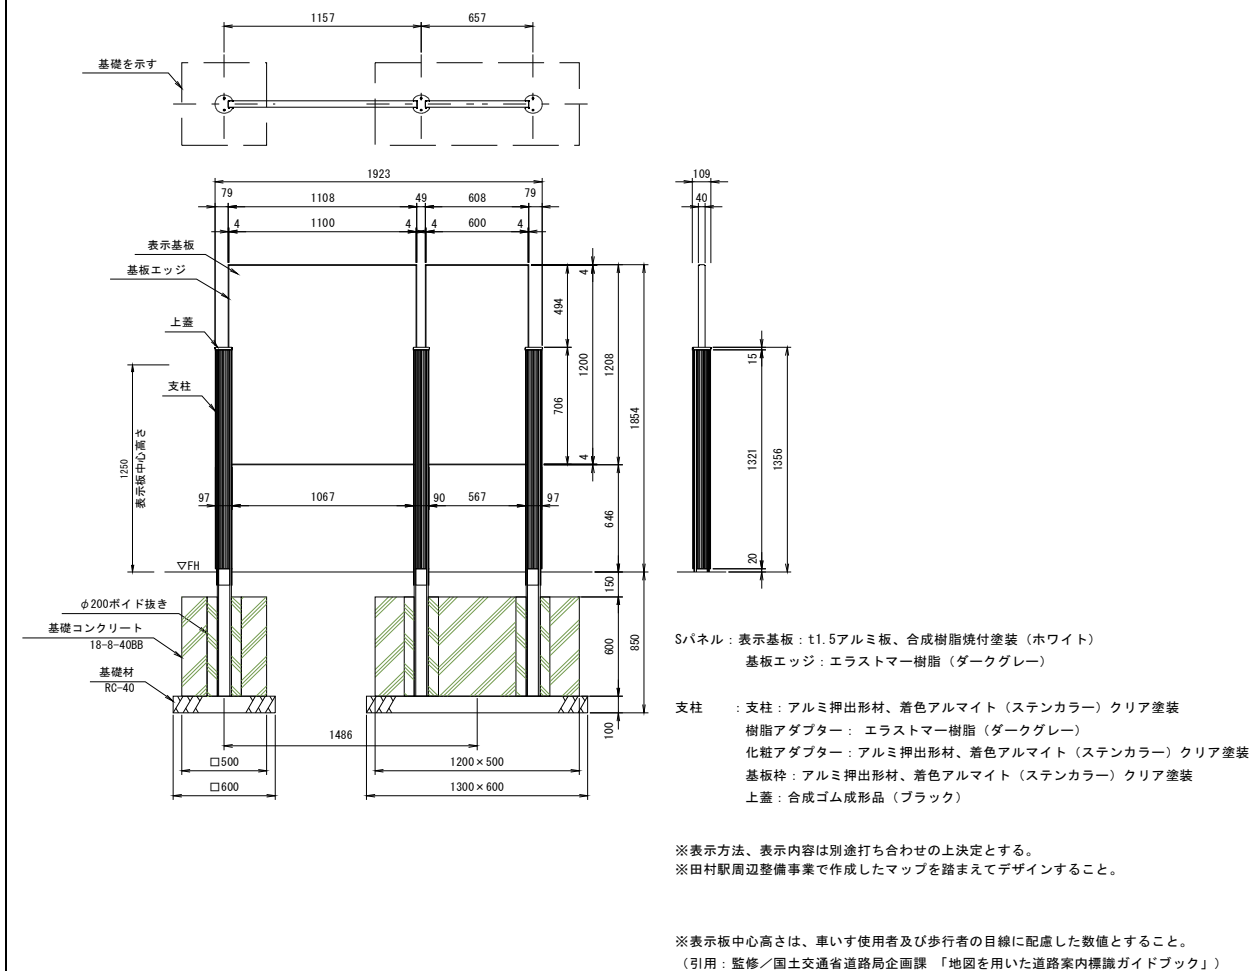 1157
657
基礎を示す
1923
79
1108
49
608
79
4
1100
4
4
600
4
109
40
表示基板
基板エッジ
上蓋
支柱
4
494
1200
1208
706
1854
4
15
1321
1356
20
1250
表示板中心高さ
97
1067
90
567
97
646
▽FH
150
600
850
100
φ200ボイド抜き
基礎コンクリート
18-8-40BB
基礎材
RC-40
1486
□500
1200×500
□600
1300×600
Sパネル：表示基板：t1.5アルミ板、合成樹脂焼付塗装（ホワイト）
基板エッジ：エラストマー樹脂（ダークグレー）
支柱　：支柱：アルミ押出形材、着色アルマイト（ステンカラー）クリア塗装
樹脂アダプター： エラストマー樹脂（ダークグレー）
化粧アダプター：アルミ押出形材、着色アルマイト（ステンカラー）クリア塗装
基板枠：アルミ押出形材、着色アルマイト（ステンカラー）クリア塗装
上蓋：合成ゴム成形品（ブラック）
※表示方法、表示内容は別途打ち合わせの上決定とする。
※田村駅周辺整備事業で作成したマップを踏まえてデザインすること。
※表示板中心高さは、車いす使用者及び歩行者の目線に配慮した数値とすること。
（引用：監修／国土交通省道路局企画課 「地図を用いた道路案内標識ガイドブック」）